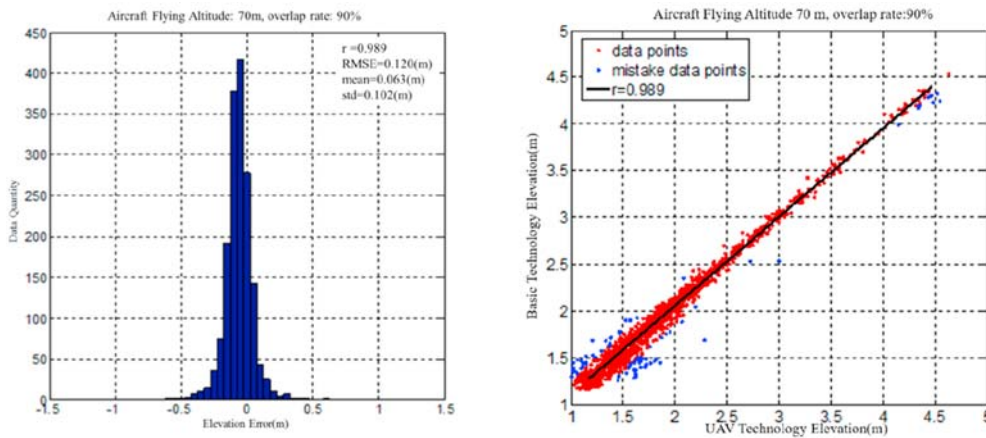 Aircraft Flying Altitude: 70m, overlap rate: 90%
450
400
350
300
250
200
150
100
50
0
Data Quantity
r =0.989
RMSE=0.120(m)
mean=0.063(m)
std=0.102(m)
-1.5
-1
-0.5
0
0.5
1
1.5
Elevation Error(m)
Aircraft Flying Altitude 70 m, overlap rate:90%
5
4.5
4
3.5
3
2.5
2
1.5
1
Basic Technology Elevation(m)
data points
mistake data points
r=0.989
1
1.5
2
2.5
3
3.5
4
4.5
5
UAV Technology Elevation(m)